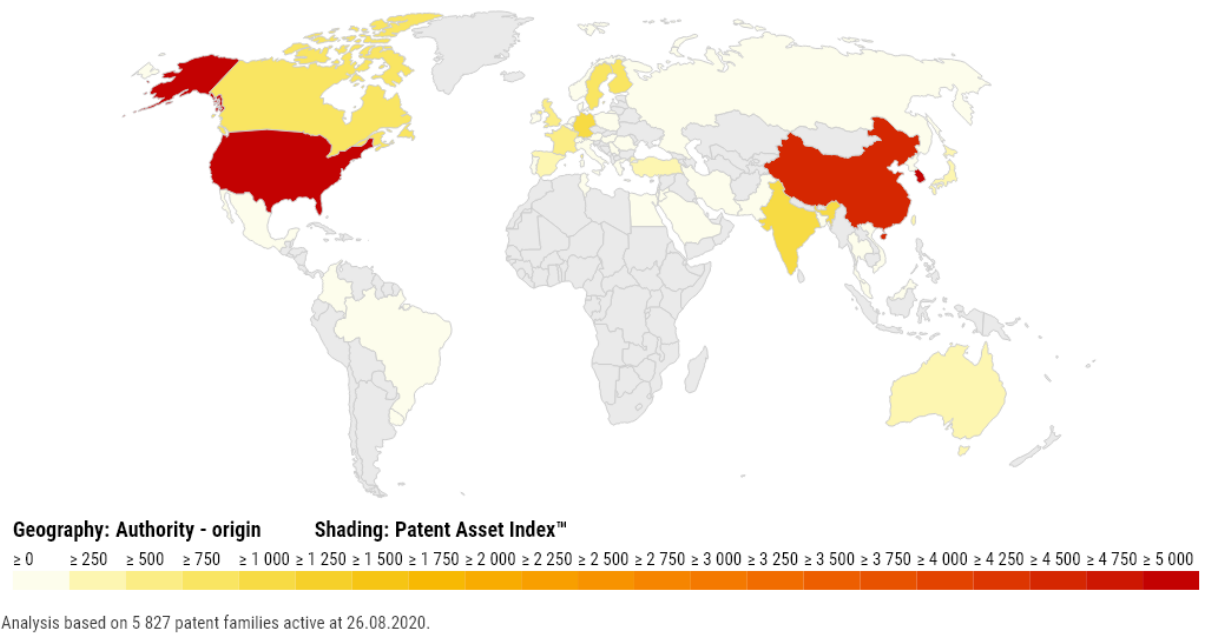 Geography: Authority - origin Shading: Patent Asset Index™
≥ 0 ≥ 250 ≥ 500 ≥ 750 ≥ 1 000 ≥ 1 250 ≥ 1 500 ≥ 1 750 ≥ 2 000 ≥ 2 250 ≥ 2 500 ≥ 2 750 ≥ 3 000 ≥ 3 250 ≥ 3 500 ≥ 3 750 ≥ 4 000 ≥ 4 250 ≥ 4 500 ≥ 4 750 ≥ 5 000
Analysis based on 5 827 patent families active at 26.08.2020.